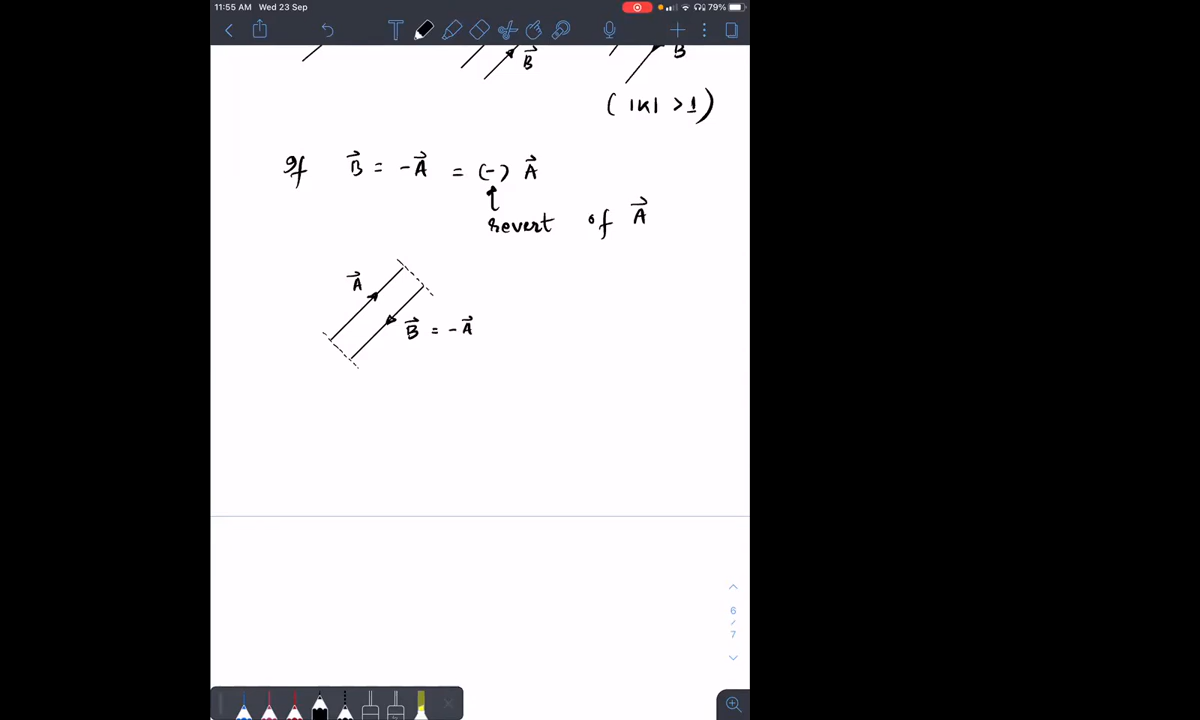 11:55 AM Wed 23 Sep 79%
T
B
B
( |K| > 1 )
If B = -A = (-) A
revert of A
A
B = -A
6
/
7